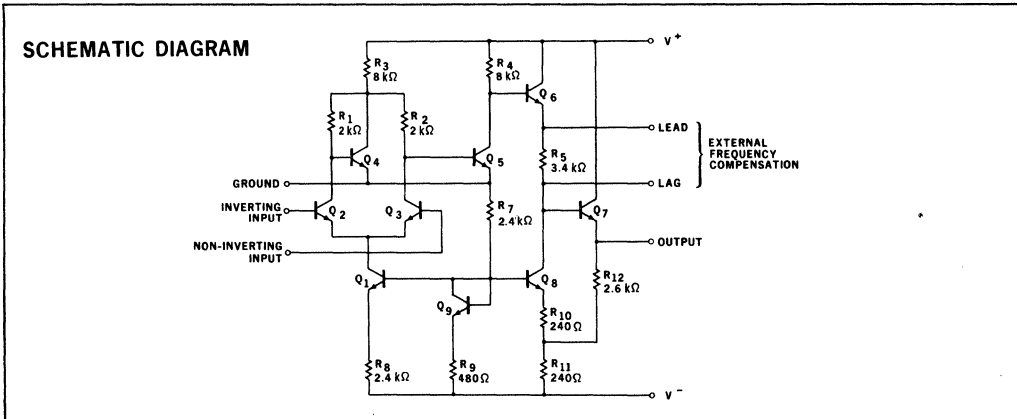 SCHEMATIC DIAGRAM
V+
R3
8 kΩ
R4
8 kΩ
Q6
R1
2 kΩ
R2
2 kΩ
LEAD
Q4
Q5
R5
3.4 kΩ
EXTERNAL
FREQUENCY
COMPENSATION
GROUND
LAG
INVERTING
INPUT
Q2
Q3
R7
2.4 kΩ
Q7
NON-INVERTING
INPUT
OUTPUT
Q1
Q9
Q8
R12
2.6 kΩ
R10
240 Ω
R8
2.4 kΩ
R9
480Ω
R11
240Ω
V−